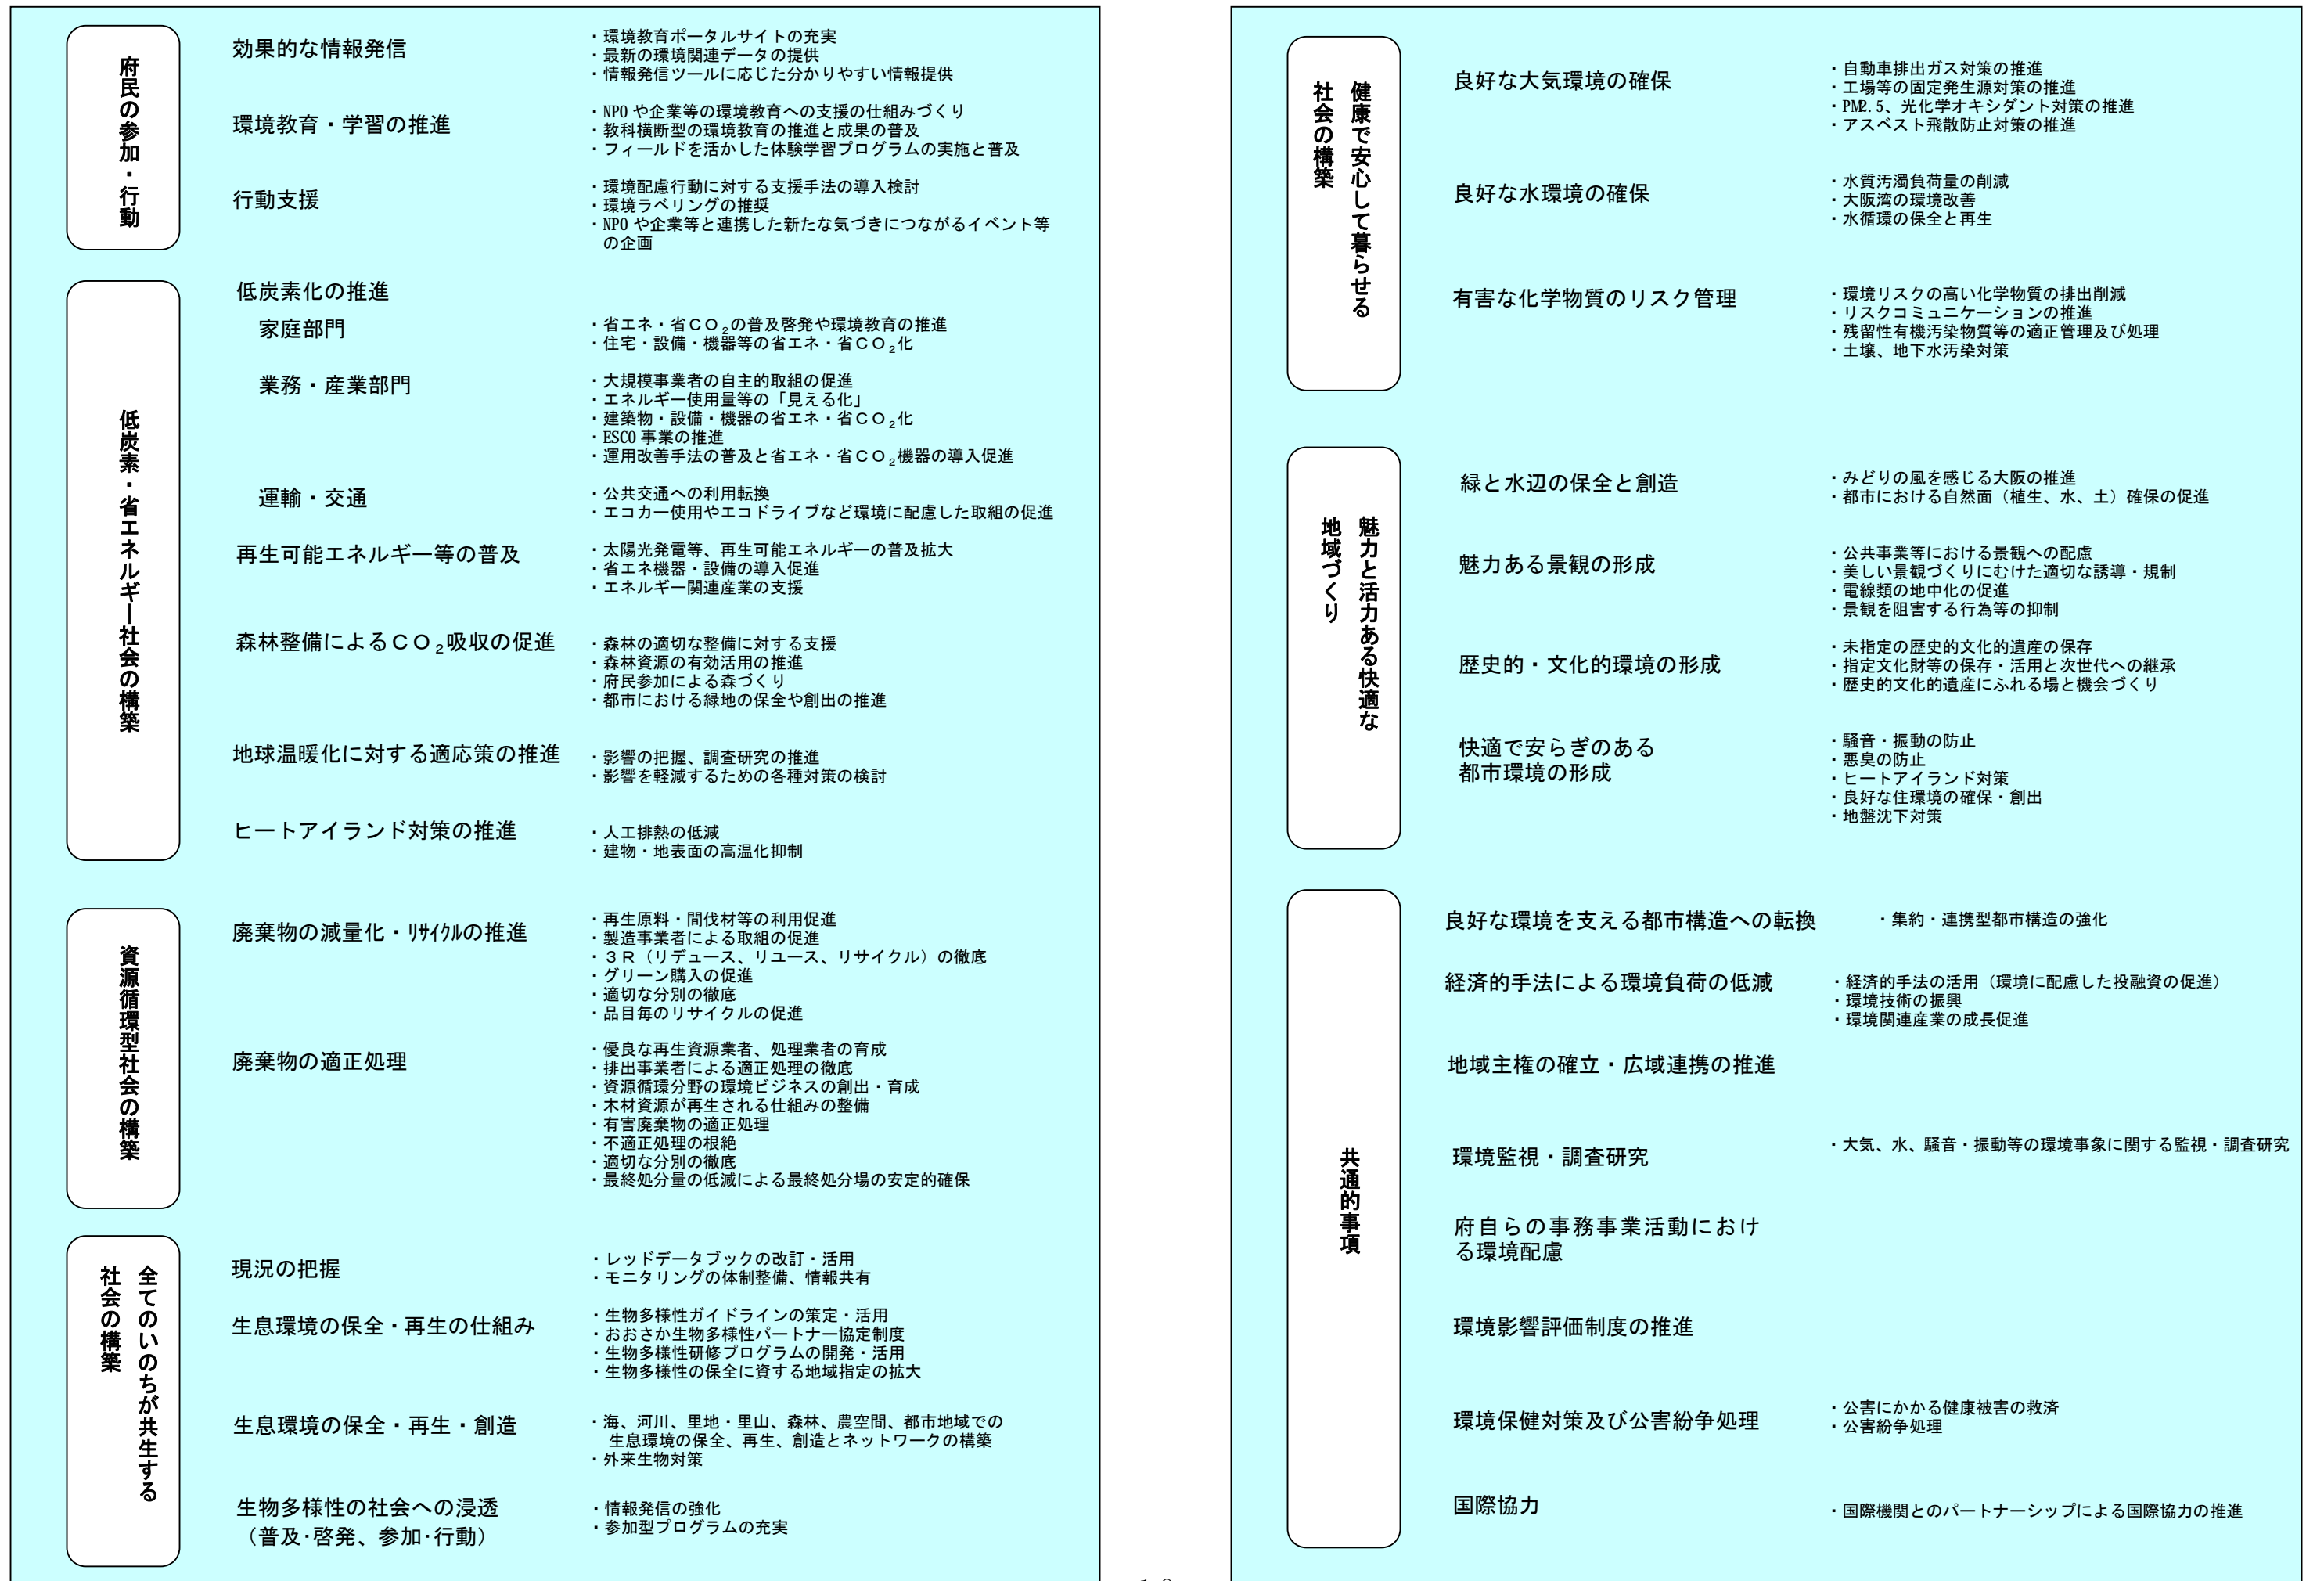 府民の参加・行動
効果的な情報発信
・環境教育ポータルサイトの充実
・最新の環境関連データの提供
・情報発信ツールに応じた分かりやすい情報提供
環境教育・学習の推進
・NPO や企業等の環境教育への支援の仕組みづくり
・教科横断型の環境教育の推進と成果の普及
・フィールドを活かした体験学習プログラムの実施と普及
行動支援
・環境配慮行動に対する支援手法の導入検討
・環境ラベリングの推奨
・NPO や企業等と連携した新たな気づきにつながるイベント等
の企画
低炭素・省エネルギー社会の構築
低炭素化の推進
家庭部門
・省エネ・省ＣＯ₂の普及啓発や環境教育の推進
・住宅・設備・機器等の省エネ・省ＣＯ₂化
業務・産業部門
・大規模事業者の自主的取組の促進
・エネルギー使用量等の「見える化」
・建築物・設備・機器の省エネ・省ＣＯ₂化
・ESCO 事業の推進
・運用改善手法の普及と省エネ・省ＣＯ₂機器の導入促進
運輸・交通
・公共交通への利用転換
・エコカー使用やエコドライブなど環境に配慮した取組の促進
再生可能エネルギー等の普及
・太陽光発電等、再生可能エネルギーの普及拡大
・省エネ機器・設備の導入促進
・エネルギー関連産業の支援
森林整備によるＣＯ₂吸収の促進
・森林の適切な整備に対する支援
・森林資源の有効活用の推進
・府民参加による森づくり
・都市における緑地の保全や創出の推進
地球温暖化に対する適応策の推進
・影響の把握、調査研究の推進
・影響を軽減するための各種対策の検討
ヒートアイランド対策の推進
・人工排熱の低減
・建物・地表面の高温化抑制
資源循環型社会の構築
廃棄物の減量化・ﾘｻｲｸﾙの推進
・再生原料・間伐材等の利用促進
・製造事業者による取組の促進
・３Ｒ（リデュース、リユース、リサイクル）の徹底
・グリーン購入の促進
・適切な分別の徹底
・品目毎のリサイクルの促進
廃棄物の適正処理
・優良な再生資源業者、処理業者の育成
・排出事業者による適正処理の徹底
・資源循環分野の環境ビジネスの創出・育成
・木材資源が再生される仕組みの整備
・有害廃棄物の適正処理
・不適正処理の根絶
・適切な分別の徹底
・最終処分量の低減による最終処分場の安定的確保
全てのいのちが共生する
社会の構築
現況の把握
・レッドデータブックの改訂・活用
・モニタリングの体制整備、情報共有
生息環境の保全・再生の仕組み
・生物多様性ガイドラインの策定・活用
・おおさか生物多様性パートナー協定制度
・生物多様性研修プログラムの開発・活用
・生物多様性の保全に資する地域指定の拡大
生息環境の保全・再生・創造
・海、河川、里地・里山、森林、農空間、都市地域での
生息環境の保全、再生、創造とネットワークの構築
・外来生物対策
生物多様性の社会への浸透
（普及･啓発、参加･行動）
・情報発信の強化
・参加型プログラムの充実
健康で安心して暮らせる
社会の構築
良好な大気環境の確保
・自動車排出ガス対策の推進
・工場等の固定発生源対策の推進
・PM2.5、光化学オキシダント対策の推進
・アスベスト飛散防止対策の推進
良好な水環境の確保
・水質汚濁負荷量の削減
・大阪湾の環境改善
・水循環の保全と再生
有害な化学物質のリスク管理
・環境リスクの高い化学物質の排出削減
・リスクコミュニケーションの推進
・残留性有機汚染物質等の適正管理及び処理
・土壌、地下水汚染対策
魅力と活力ある快適な
地域づくり
緑と水辺の保全と創造
・みどりの風を感じる大阪の推進
・都市における自然面（植生、水、土）確保の促進
魅力ある景観の形成
・公共事業等における景観への配慮
・美しい景観づくりにむけた適切な誘導・規制
・電線類の地中化の促進
・景観を阻害する行為等の抑制
歴史的・文化的環境の形成
・未指定の歴史的文化的遺産の保存
・指定文化財等の保存・活用と次世代への継承
・歴史的文化的遺産にふれる場と機会づくり
快適で安らぎのある
都市環境の形成
・騒音・振動の防止
・悪臭の防止
・ヒートアイランド対策
・良好な住環境の確保・創出
・地盤沈下対策
共通的事項
良好な環境を支える都市構造への転換
・集約・連携型都市構造の強化
経済的手法による環境負荷の低減
・経済的手法の活用（環境に配慮した投融資の促進）
・環境技術の振興
・環境関連産業の成長促進
地域主権の確立・広域連携の推進
環境監視・調査研究
・大気、水、騒音・振動等の環境事象に関する監視・調査研究
府自らの事務事業活動におけ
る環境配慮
環境影響評価制度の推進
環境保健対策及び公害紛争処理
・公害にかかる健康被害の救済
・公害紛争処理
国際協力
・国際機関とのパートナーシップによる国際協力の推進